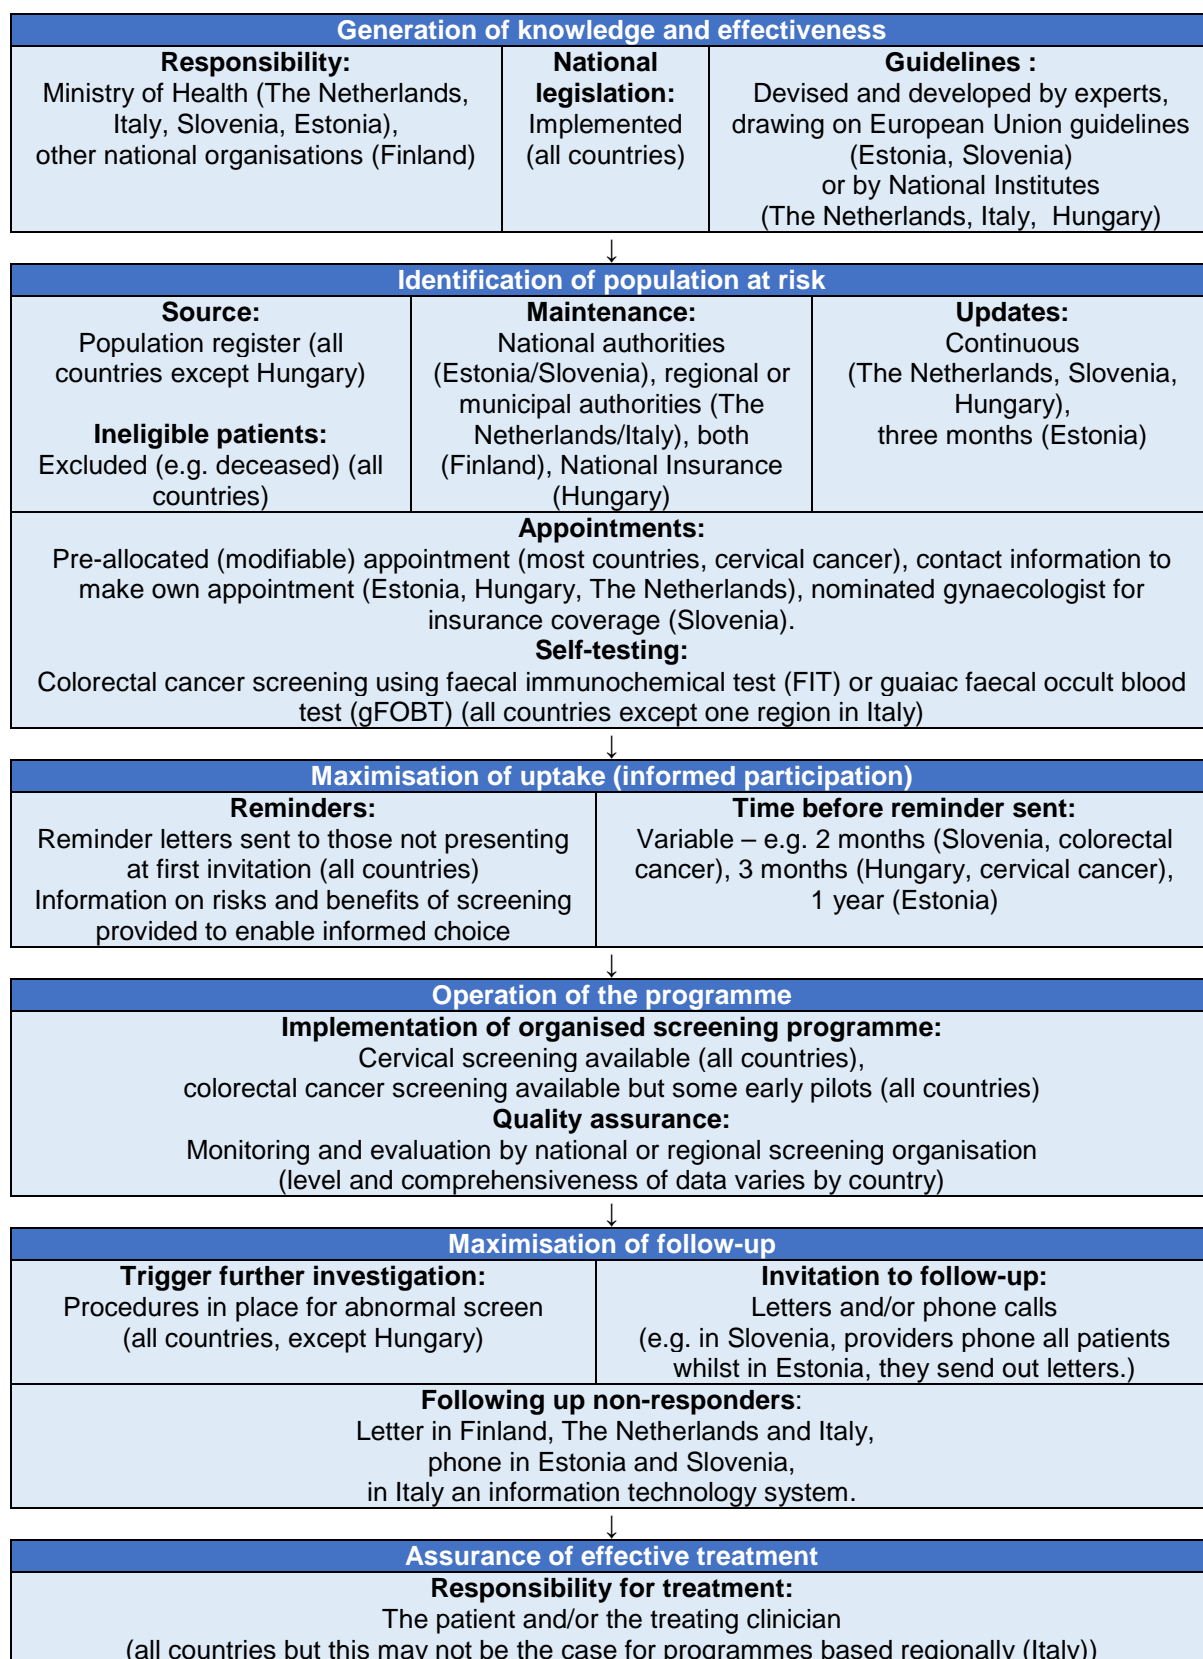 Generation of knowledge and effectiveness
Responsibility:
Ministry of Health (The Netherlands,
Italy, Slovenia, Estonia),
other national organisations (Finland)
National
legislation:
Implemented
(all countries)
Guidelines :
Devised and developed by experts,
drawing on European Union guidelines
(Estonia, Slovenia)
or by National Institutes
(The Netherlands, Italy, Hungary)
↓
Identification of population at risk
Source:
Population register (all
countries except Hungary)
Ineligible patients:
Excluded (e.g. deceased) (all
countries)
Maintenance:
National authorities
(Estonia/Slovenia), regional or
municipal authorities (The
Netherlands/Italy), both
(Finland), National Insurance
(Hungary)
Updates:
Continuous
(The Netherlands, Slovenia,
Hungary),
three months (Estonia)
Appointments:
Pre-allocated (modifiable) appointment (most countries, cervical cancer), contact information to
make own appointment (Estonia, Hungary, The Netherlands), nominated gynaecologist for
insurance coverage (Slovenia).
Self-testing:
Colorectal cancer screening using faecal immunochemical test (FIT) or guaiac faecal occult blood
test (gFOBT) (all countries except one region in Italy)
↓
Maximisation of uptake (informed participation)
Reminders:
Reminder letters sent to those not presenting
at first invitation (all countries)
Information on risks and benefits of screening
provided to enable informed choice
Time before reminder sent:
Variable – e.g. 2 months (Slovenia, colorectal
cancer), 3 months (Hungary, cervical cancer),
1 year (Estonia)
↓
Operation of the programme
Implementation of organised screening programme:
Cervical screening available (all countries),
colorectal cancer screening available but some early pilots (all countries)
Quality assurance:
Monitoring and evaluation by national or regional screening organisation
(level and comprehensiveness of data varies by country)
↓
Maximisation of follow-up
Trigger further investigation:
Procedures in place for abnormal screen
(all countries, except Hungary)
Invitation to follow-up:
Letters and/or phone calls
(e.g. in Slovenia, providers phone all patients
whilst in Estonia, they send out letters.)
Following up non-responders:
Letter in Finland, The Netherlands and Italy,
phone in Estonia and Slovenia,
in Italy an information technology system.
↓
Assurance of effective treatment
Responsibility for treatment:
The patient and/or the treating clinician
(all countries but this may not be the case for programmes based regionally (Italy))